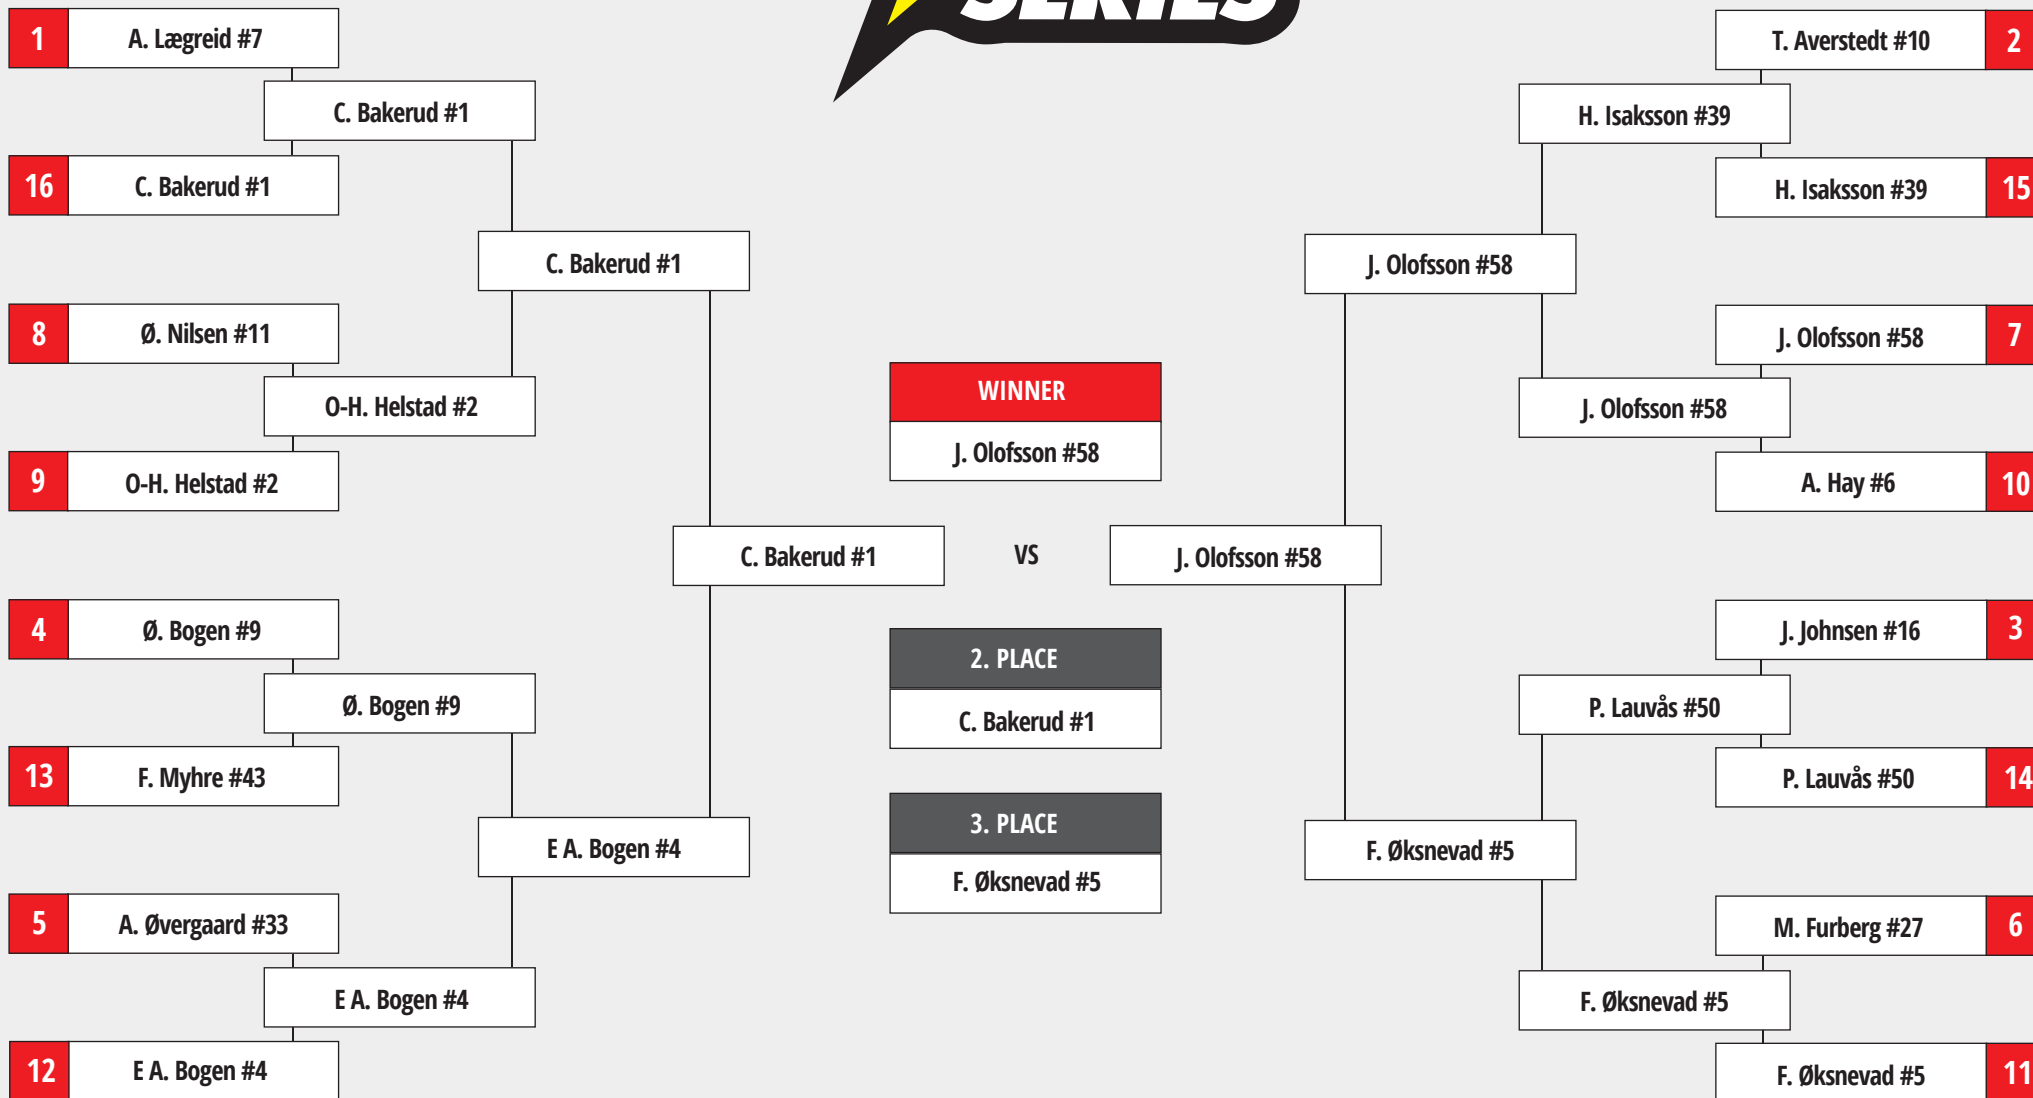 SERIES
1 A. Lægreid #7
C. Bakerud #1
16 C. Bakerud #1
C. Bakerud #1
8 Ø. Nilsen #11
O-H. Helstad #2
9 O-H. Helstad #2
C. Bakerud #1
4 Ø. Bogen #9
Ø. Bogen #9
13 F. Myhre #43
E A. Bogen #4
5 A. Øvergaard #33
E A. Bogen #4
12 E A. Bogen #4
WINNER
J. Olofsson #58
VS
2. PLACE
C. Bakerud #1
3. PLACE
F. Øksnevad #5
T. Averstedt #10 2
H. Isaksson #39
H. Isaksson #39 15
J. Olofsson #58
J. Olofsson #58 7
J. Olofsson #58
A. Hay #6 10
J. Olofsson #58
J. Johnsen #16 3
P. Lauvås #50
P. Lauvås #50 14
F. Øksnevad #5
M. Furberg #27 6
F. Øksnevad #5
F. Øksnevad #5 11